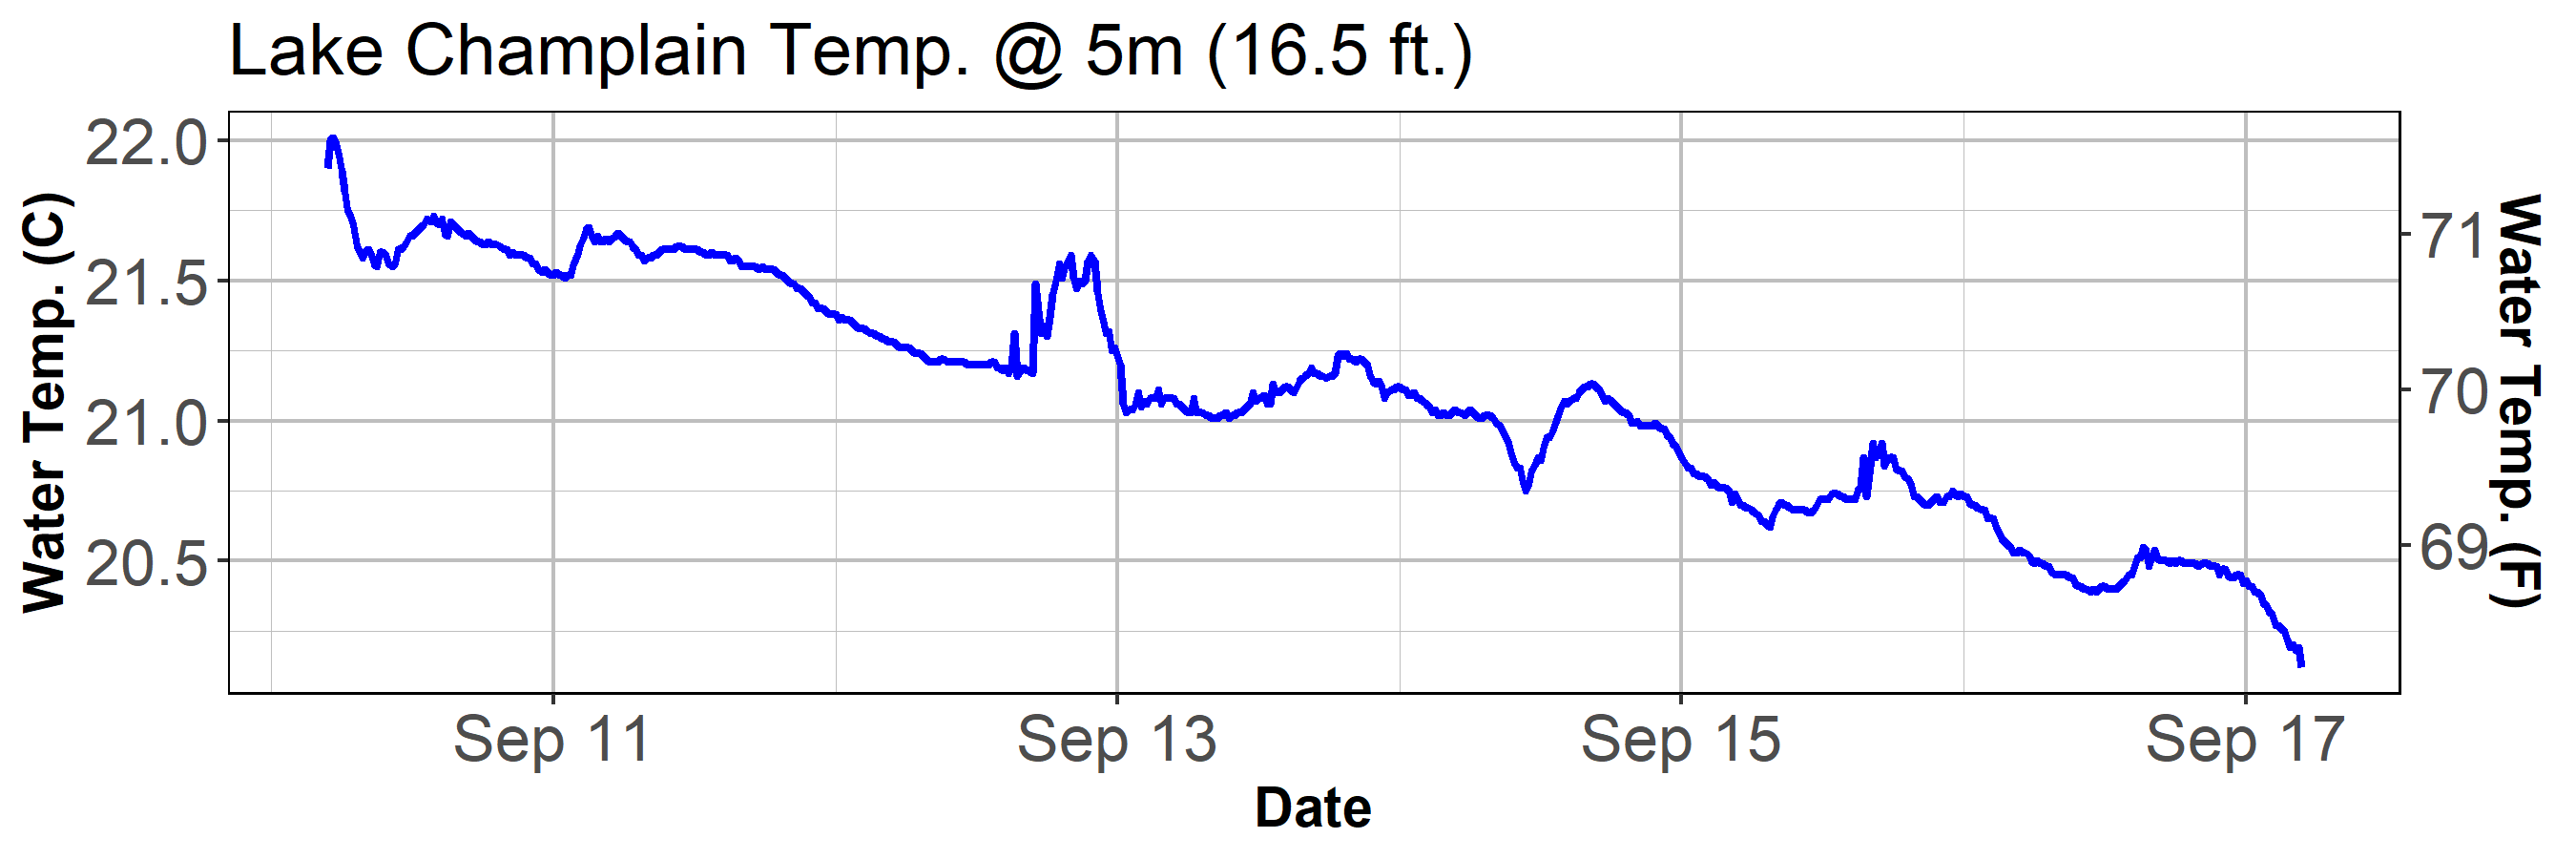 Lake Champlain Temp. @ 5m (16.5 ft.)
Water Temp. (C)
22.0
21.5
21.0
20.5
71
70
69
Water Temp. (F)
Sep 11
Sep 13
Sep 15
Sep 17
Date